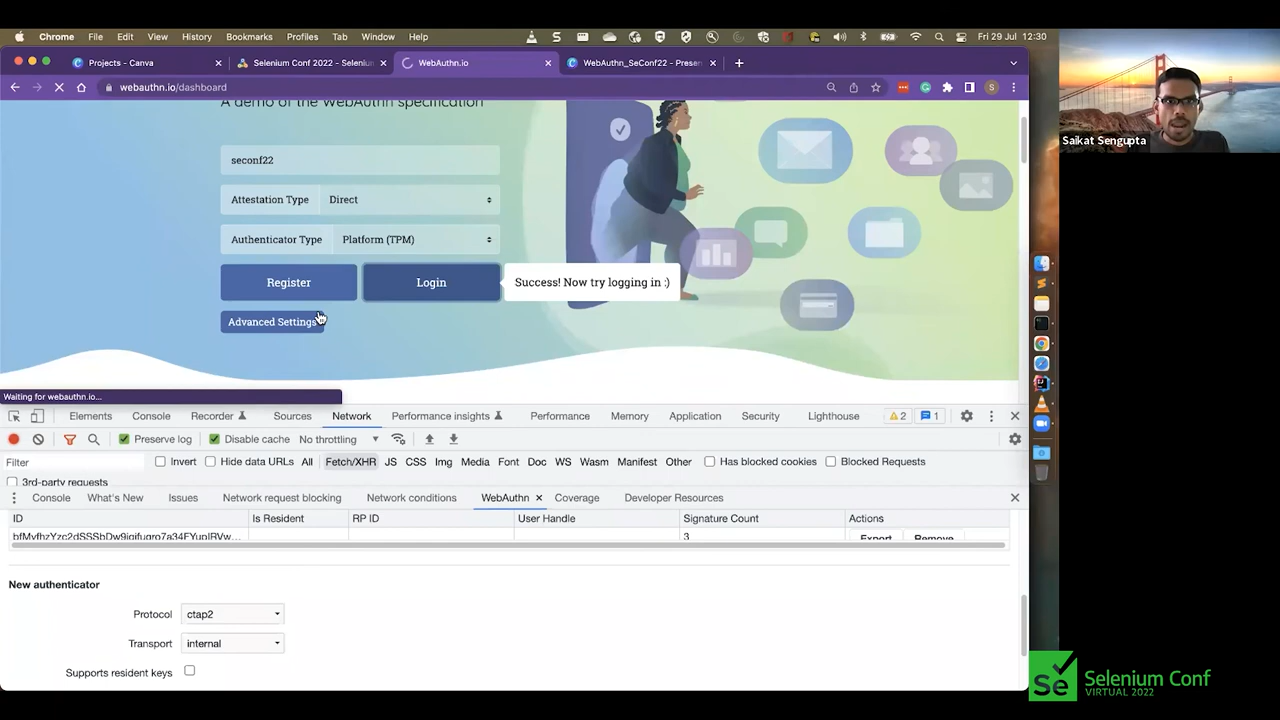 Chrome File Edit View History Bookmarks Profiles Tab Window Help Fri 29 Jul 12:30
Projects - Canva Selenium Conf 2022 - Selenium WebAuthn.io WebAuthn_SeConf22 - Presen
webauthn.io/dashboard S
A demo of the WebAuthn specification
Saikat Sengupta
seconf22
Attestation Type Direct
Authenticator Type Platform (TPM)
Register Login Success! Now try logging in :)
Advanced Settings
Waiting for webauthn.io...
Elements Console Recorder Sources Network Performance insights Performance Memory Application Security Lighthouse 2 1
Preserve log Disable cache No throttling
Filter Invert Hide data URLs All Fetch/XHR JS CSS Img Media Font Doc WS Wasm Manifest Other Has blocked cookies Blocked Requests
3rd-party requests
Console What's New Issues Network request blocking Network conditions WebAuthn Coverage Developer Resources
ID Is Resident RP ID User Handle Signature Count Actions
3 Export Remove
New authenticator
Protocol ctap2
Transport internal
Supports resident keys
Se Selenium Conf
VIRTUAL 2022